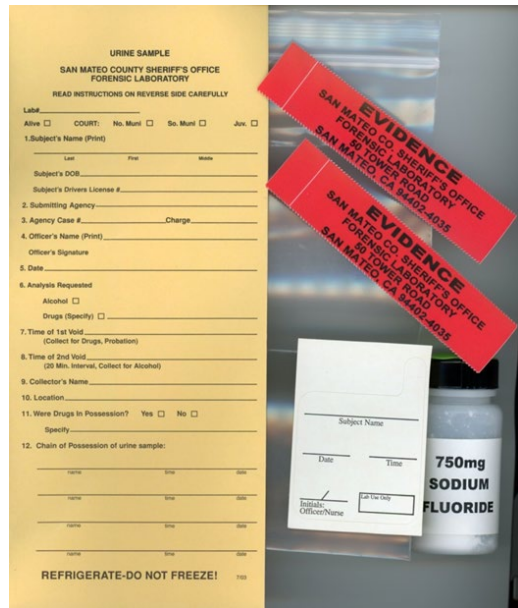 URINE SAMPLE
SAN MATEO COUNTY SHERIFF'S OFFICE
FORENSIC LABORATORY
READ INSTRUCTIONS ON REVERSE SIDE CAREFULLY
Lab#
Alive COURT: No. Muni So. Muni Juv.
1.Subject's Name (Print)
Last First Middle
Subject's DOB
Subject's Drivers License #
2. Submitting Agency
3. Agency Case # Charge
4. Officer's Name (Print)
Officer's Signature
5. Date
6. Analysis Requested
Alcohol
Drugs (Specify)
7. Time of 1st Void
(Collect for Drugs, Probation)
8. Time of 2nd Void
(20 Min. Interval, Collect for Alcohol)
9. Collector's Name
10. Location
11. Were Drugs In Possession? Yes No
Specify
12. Chain of Possession of urine sample:
name time date
name time date
name time date
name time date
REFRIGERATE-DO NOT FREEZE! 7/03
EVIDENCE
SAN MATEO CO. SHERIFF'S OFFICE
FORENSIC LABORATORY
50 TOWER ROAD
SAN MATEO, CA 94402-4035
EVIDENCE
SAN MATEO CO. SHERIFF'S OFFICE
FORENSIC LABORATORY
50 TOWER ROAD
SAN MATEO, CA 94402-4035
Subject Name
Date Time
/
Initials:
Officer/Nurse
Lab Use Only
750mg
SODIUM
FLUORIDE